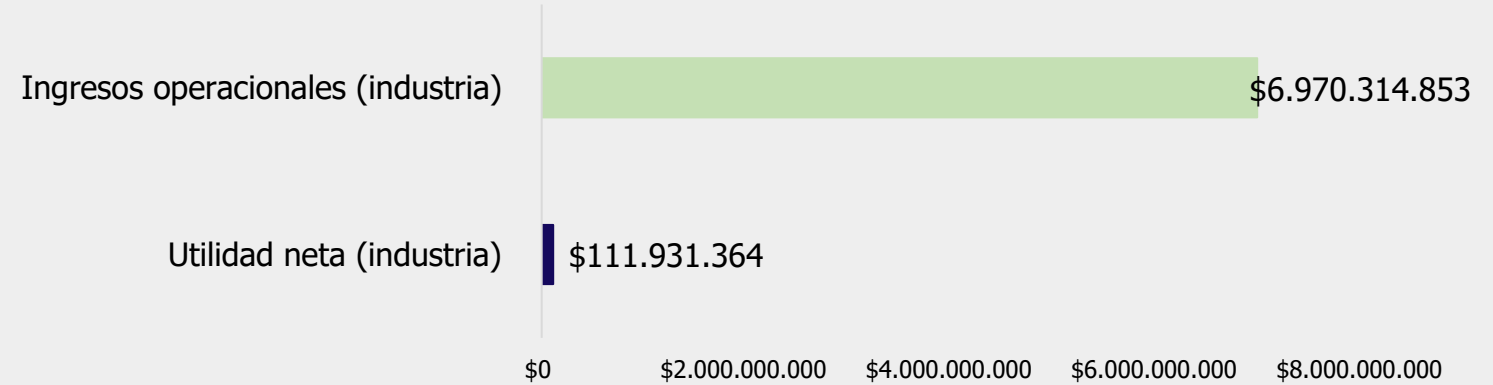 Ingresos operacionales (industria)
$6.970.314.853
Utilidad neta (industria)
$111.931.364
$0 $2.000.000.000 $4.000.000.000 $6.000.000.000 $8.000.000.000